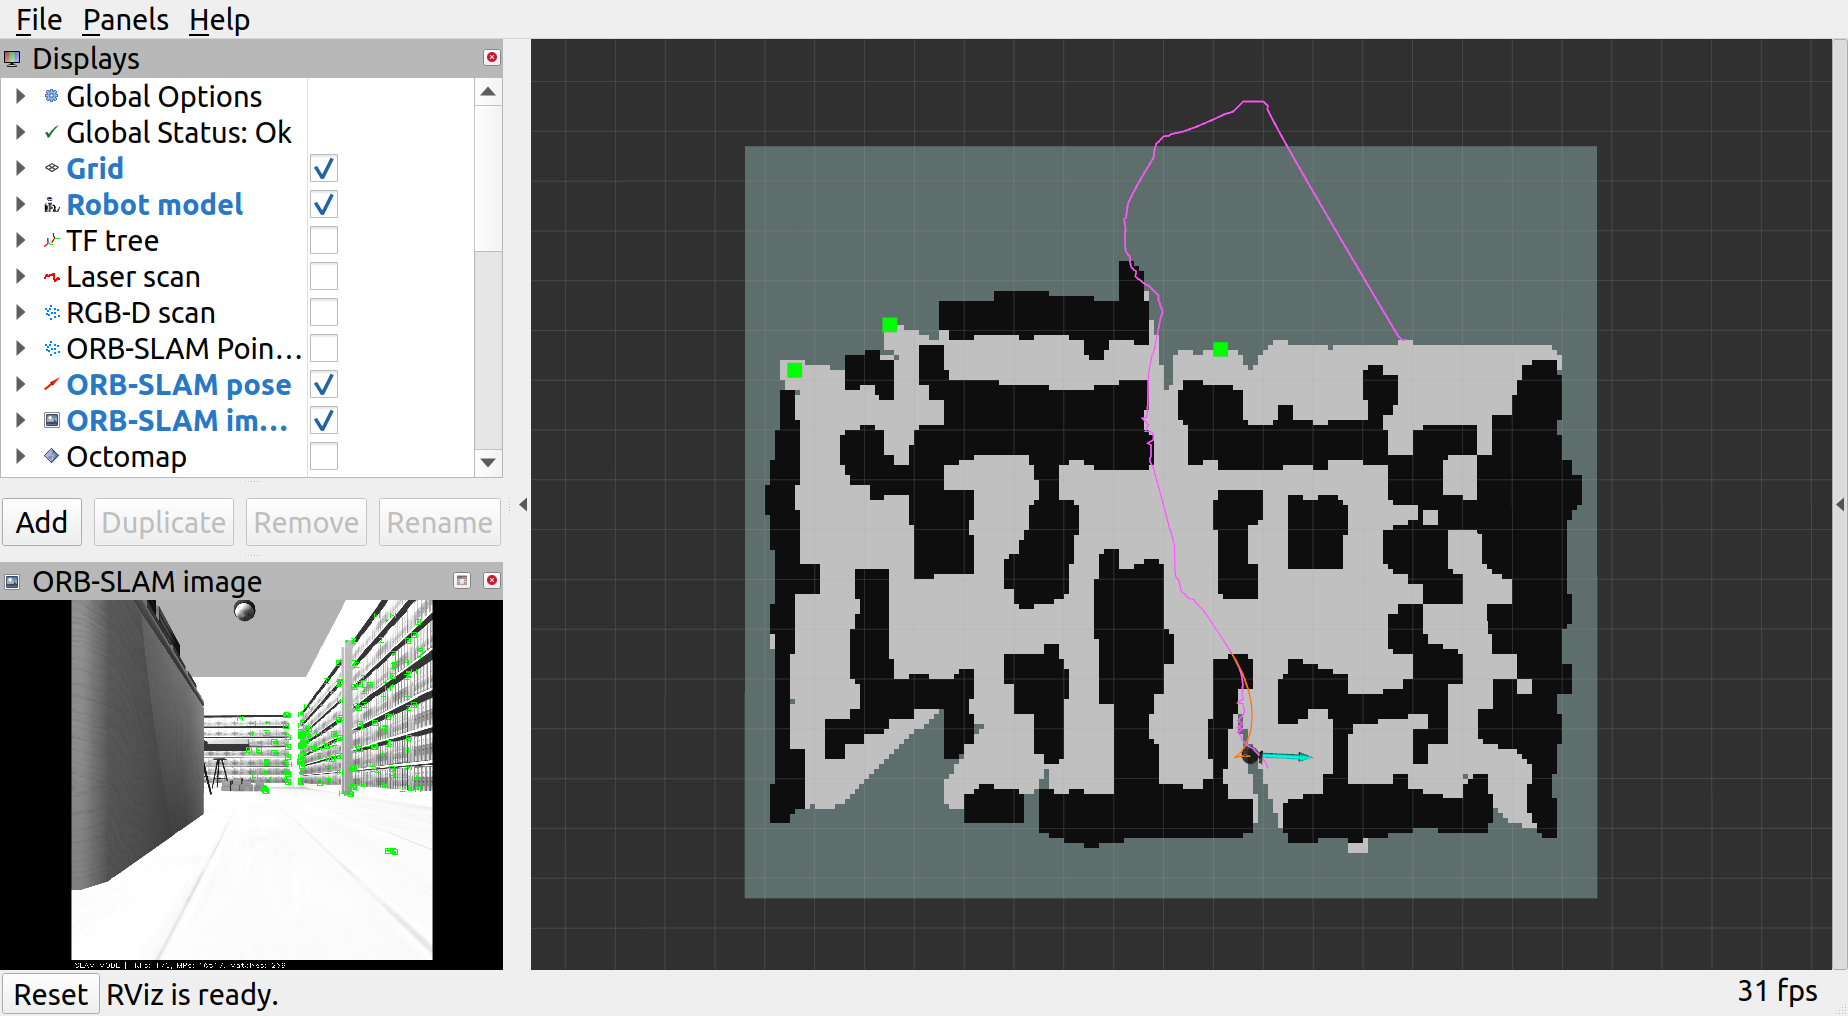 File Panels Help
Displays
Global Options
Global Status: Ok
Grid
Robot model
TF tree
Laser scan
RGB-D scan
ORB-SLAM Poin...
ORB-SLAM pose
ORB-SLAM im...
Octomap
Add Duplicate Remove Rename
ORB-SLAM image
SLAM MODE |
Reset RViz is ready.
31 fps